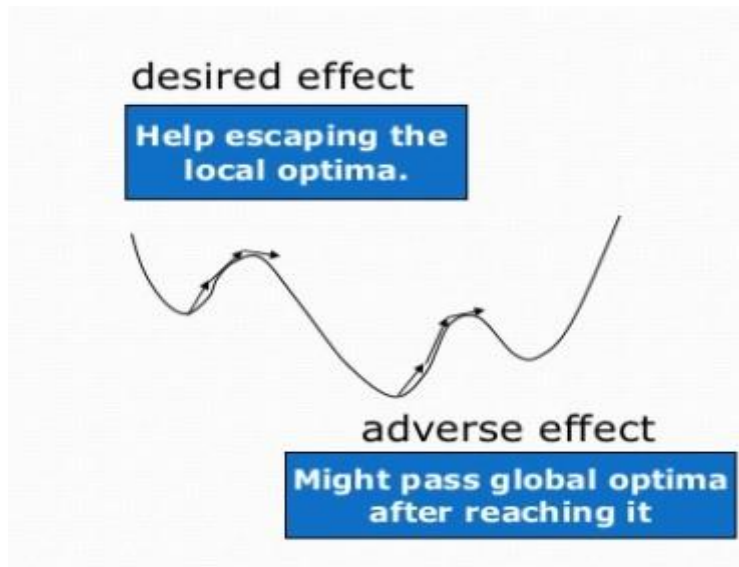 desired effect
Help escaping the
local optima.
adverse effect
Might pass global optima
after reaching it